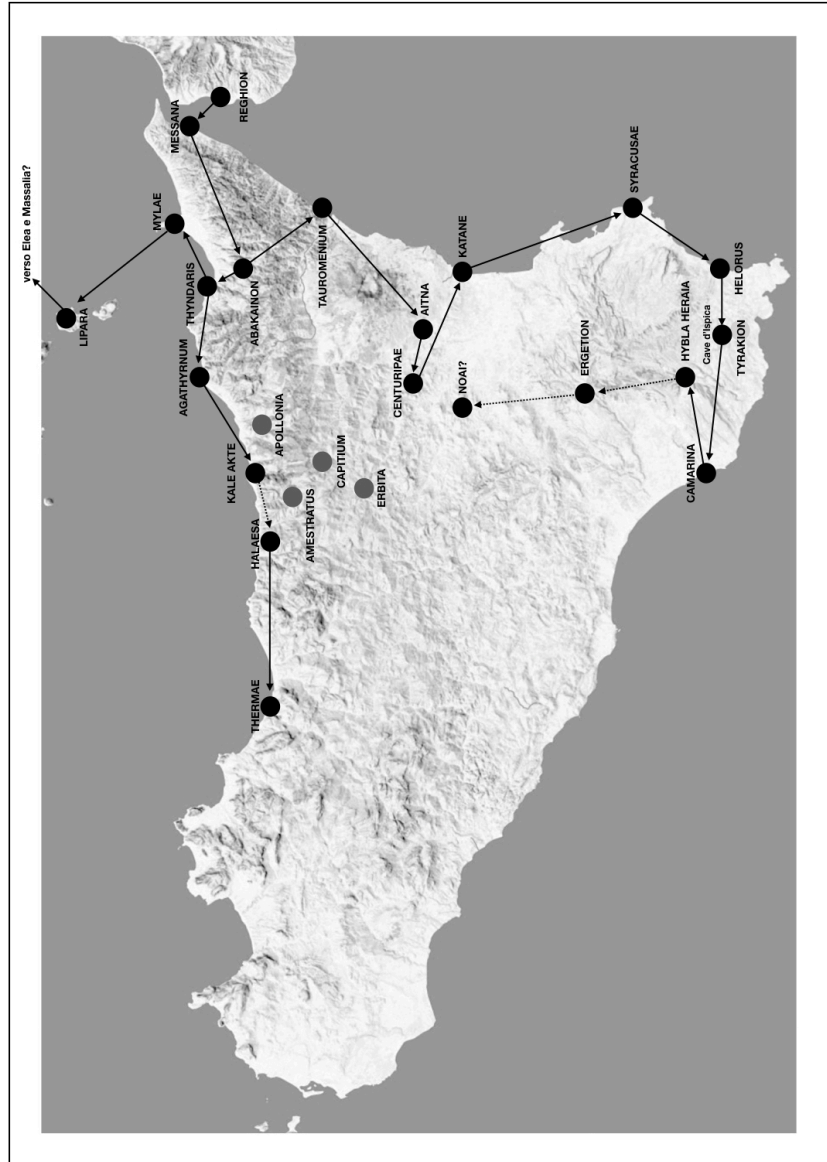 verso Elea e Massalia?
LIPARA
MYLAE
MESSANA
REGHION
THYNDARIS
ABAKAINON
TAUROMENIUM
AGATHYRNUM
APOLLONIA
KALE AKTE
CAPITIUM
AMESTRATUS
ERBITA
HALAESA
THERMAE
AITNA
CENTURIPAE
KATANE
NOAI?
ERGETION
SYRACUSAE
HELORUS
HYBLA HERAIA
Cave d'Ispica
TYRAKION
CAMARINA